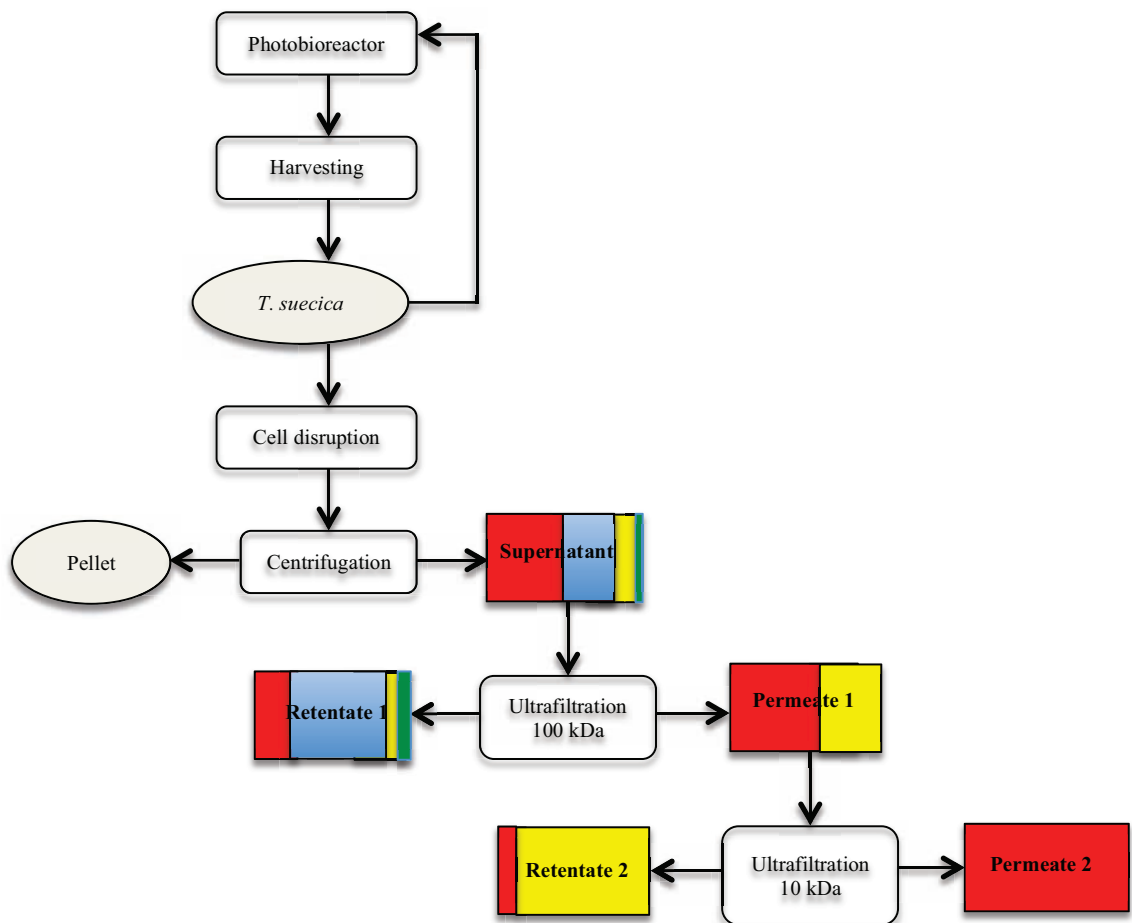 Photobioreactor
Harvesting
T. suecica
Cell disruption
Pellet
Centrifugation
Supernatant
Retentate 1
Ultrafiltration
100 kDa
Permeate 1
Retentate 2
Ultrafiltration
10 kDa
Permeate 2